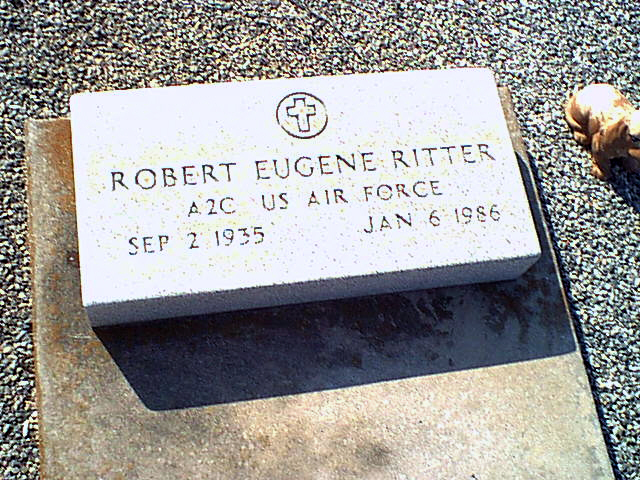 ROBERT EUGENE RITTER
A2C US AIR FORCE
SEP 2 1935 JAN 6 1986